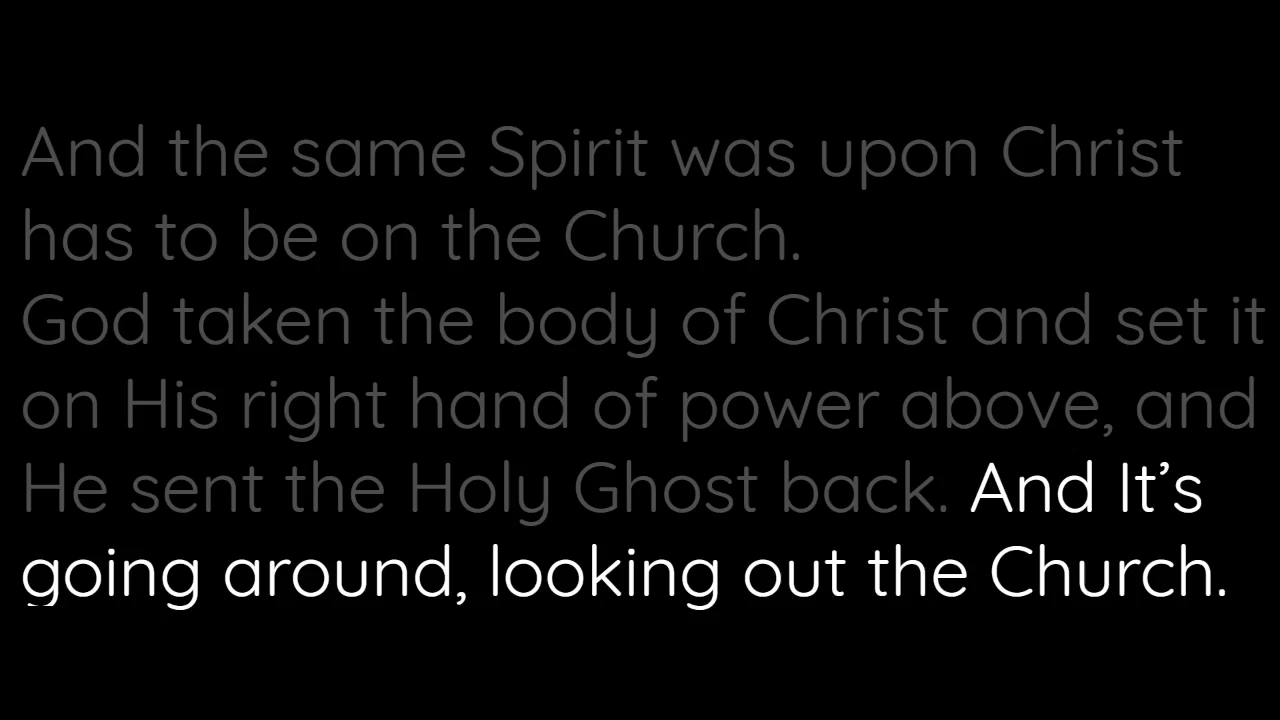 And the same Spirit was upon Christ
has to be on the Church.
God taken the body of Christ and set it
on His right hand of power above, and
He sent the Holy Ghost back. And It’s
going around, looking out the Church.